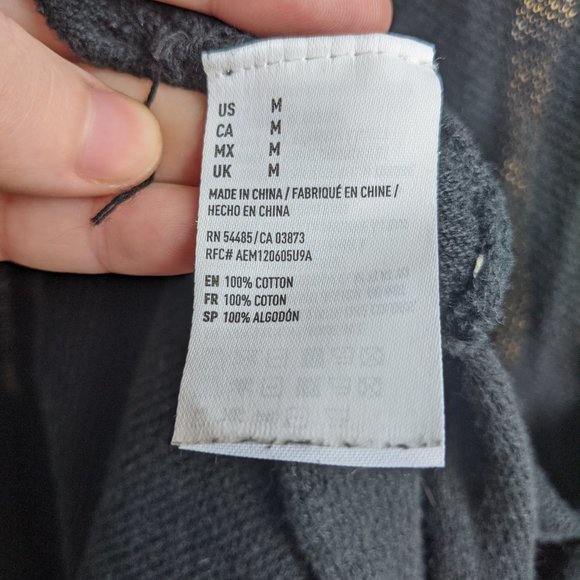 US M
CA M
MX M
UK M
MADE IN CHINA / FABRIQUÉ EN CHINE /
HECHO EN CHINA
RN 54485/CA 03873
RFC# AEM120605U9A
EN 100% COTTON
FR 100% COTON
SP 100% ALGODÓN